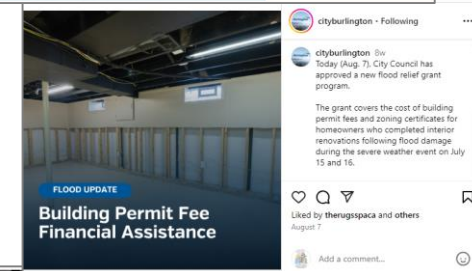 cityburlington • Following
cityburlington 8w
Today (Aug. 7), City Council has
approved a new flood relief grant
program.
The grant covers the cost of building
permit fees and zoning certificates for
homeowners who completed interior
renovations following flood damage
during the severe weather event on July
15 and 16.
FLOOD UPDATE
Building Permit Fee
Financial Assistance
Liked by therugsspaca and others
August 7
Add a comment...